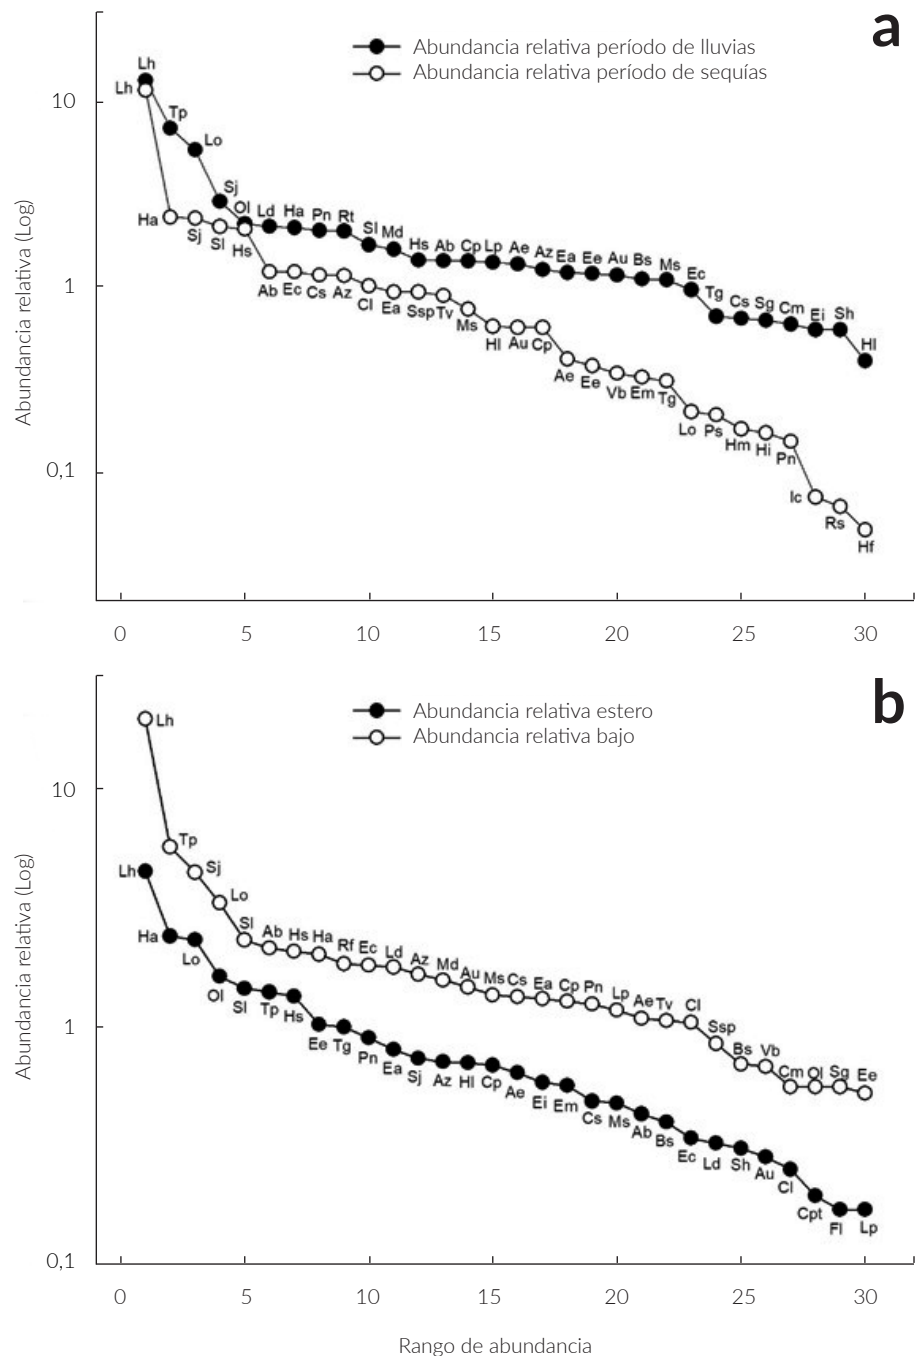 a
Abundancia relativa período de lluvias
Abundancia relativa período de sequías
Abundancia relativa (Log)
10
1
0,1
Lh
Tp
Lo
Sj
Ol
Ld
Ha
Pn
Rt
Sl
Md
Hs
Ab
Cp
Lp
Ae
Az
Ea
Ee
Au
Bs
Ms
Ec
Tg
Cs
Sg
Cm
Ei
Sh
Hl
Lh
Ha
Sj
Sl
Hs
Ab
Ec
Cs
Az
Cl
Ea
Ssp
Tv
Ms
Hl
Au
Cp
Ae
Ee
Vb
Em
Tg
Lo
Ps
Hm
Hi
Pn
Ic
Rs
Hf
0 5 10 15 20 25 30
b
Abundancia relativa estero
Abundancia relativa bajo
Abundancia relativa (Log)
10
1
0,1
Lh
Tp
Sj
Lo
Sl
Ab
Hs
Ha
Rf
Ec
Ld
Az
Md
Au
Ms
Cs
Ea
Cp
Pn
Lp
Ae
Tv
Cl
Ssp
Bs
Vb
Cm
Ol
Sg
Ee
Lh
Ha
Lo
Ol
Sl
Tp
Hs
Ee
Tg
Pn
Ea
Sj
Az
Hl
Cp
Ae
Ei
Em
Cs
Ms
Ab
Bs
Ec
Ld
Sh
Au
Cl
Cpt
Fl
Lp
0 5 10 15 20 25 30
Rango de abundancia